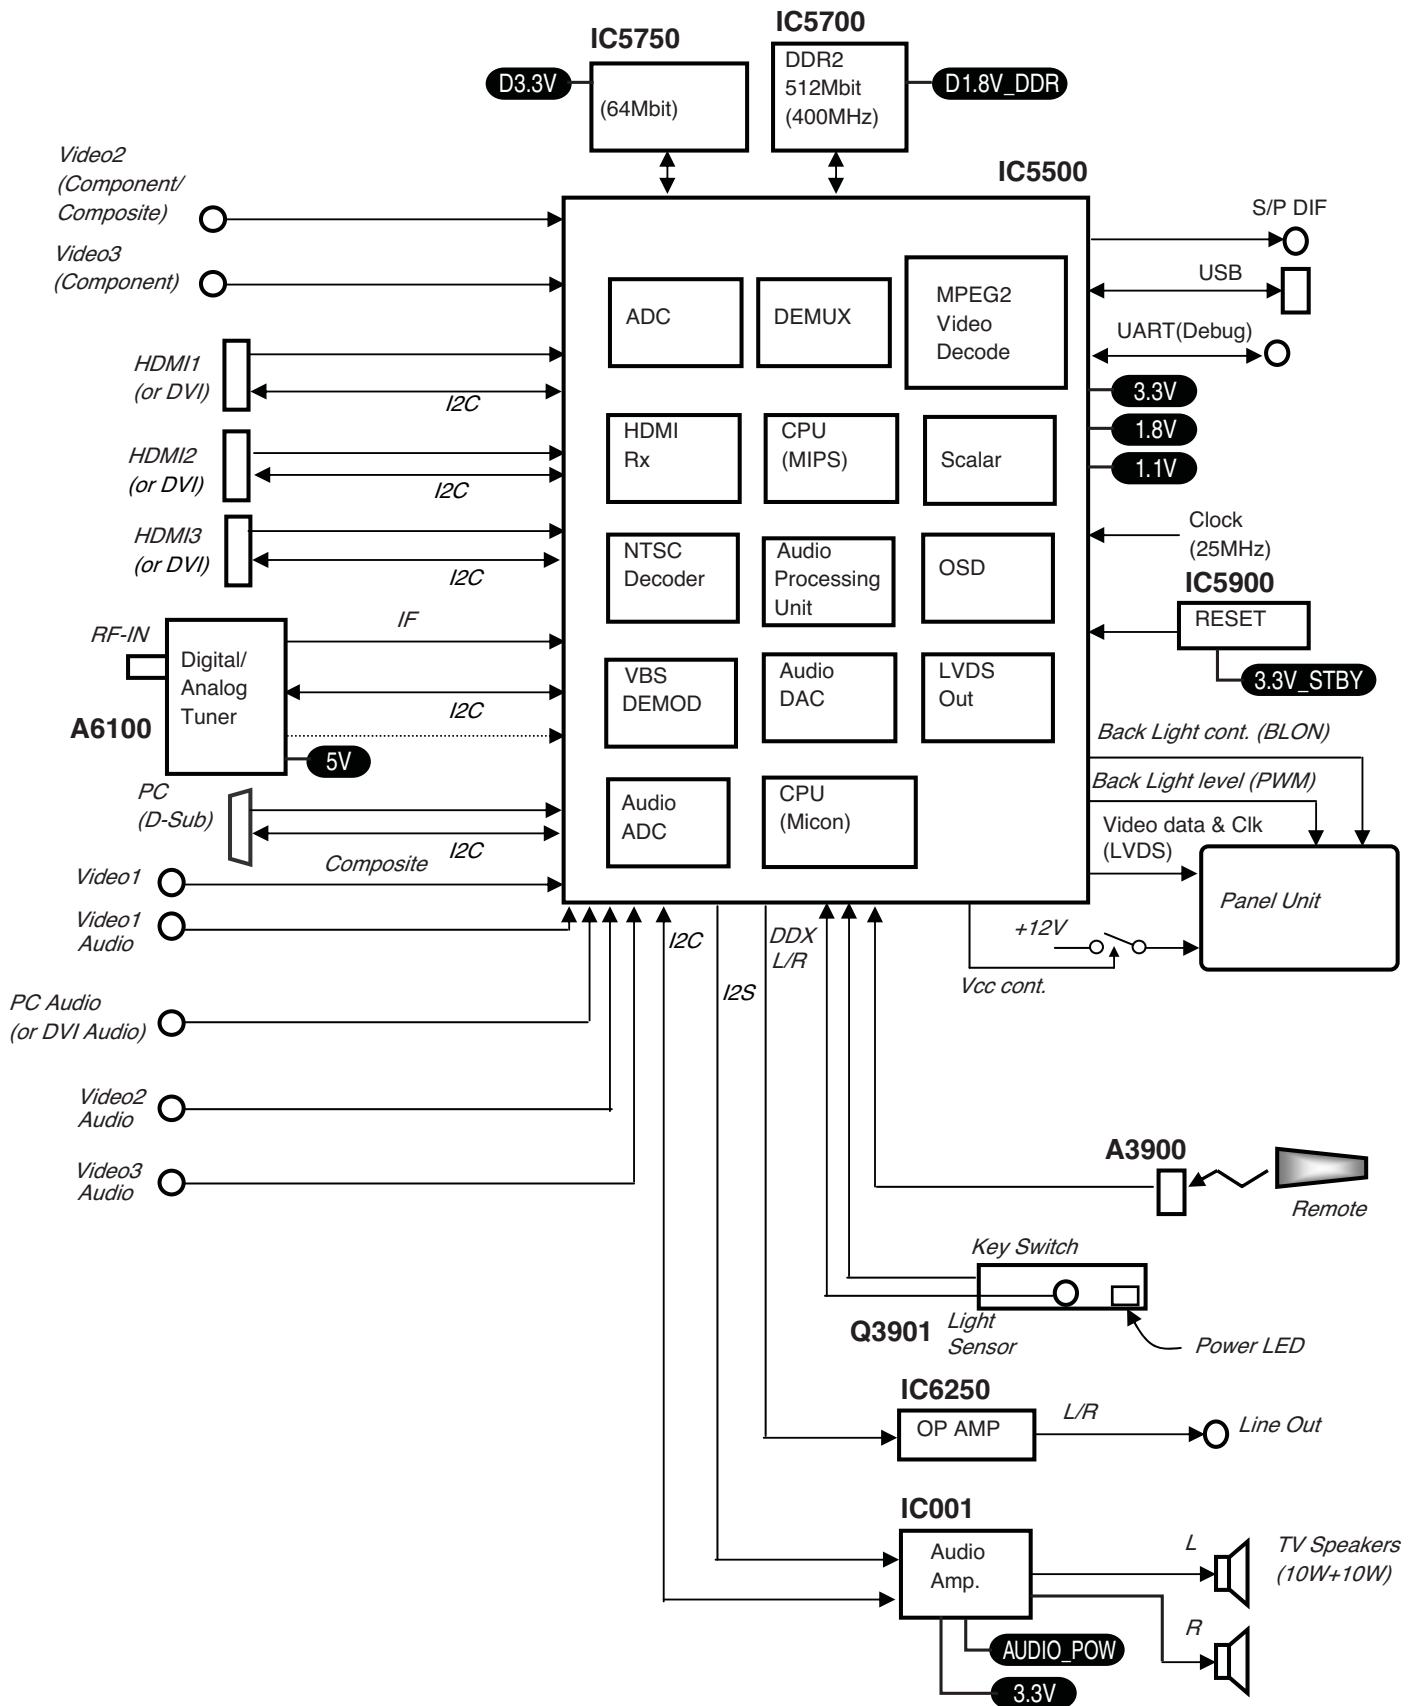 IC5750
IC5700
D3.3V
(64Mbit)
DDR2
512Mbit
(400MHz)
D1.8V_DDR
IC5500
Video2
(Component/
Composite)
Video3
(Component)
HDMI1
(or DVI)
I2C
HDMI2
(or DVI)
I2C
HDMI3
(or DVI)
I2C
RF-IN
IF
Digital/
Analog
Tuner
I2C
A6100
5V
PC
(D-Sub)
I2C
Video1
Composite
Video1
Audio
PC Audio
(or DVI Audio)
Video2
Audio
Video3
Audio
ADC
DEMUX
MPEG2
Video
Decode
HDMI
Rx
CPU
(MIPS)
Scalar
NTSC
Decoder
Audio
Processing
Unit
OSD
VBS
DEMOD
Audio
DAC
LVDS
Out
Audio
ADC
CPU
(Micon)
S/P DIF
USB
UART(Debug)
3.3V
1.8V
1.1V
Clock
(25MHz)
IC5900
RESET
3.3V_STBY
Back Light cont. (BLON)
Back Light level (PWM)
Video data & Clk
(LVDS)
Panel Unit
+12V
Vcc cont.
I2C
I2S
DDX
L/R
A3900
Remote
Key Switch
Q3901
Light
Sensor
Power LED
IC6250
OP AMP
L/R
Line Out
IC001
Audio
Amp.
L
R
TV Speakers
(10W+10W)
AUDIO_POW
3.3V